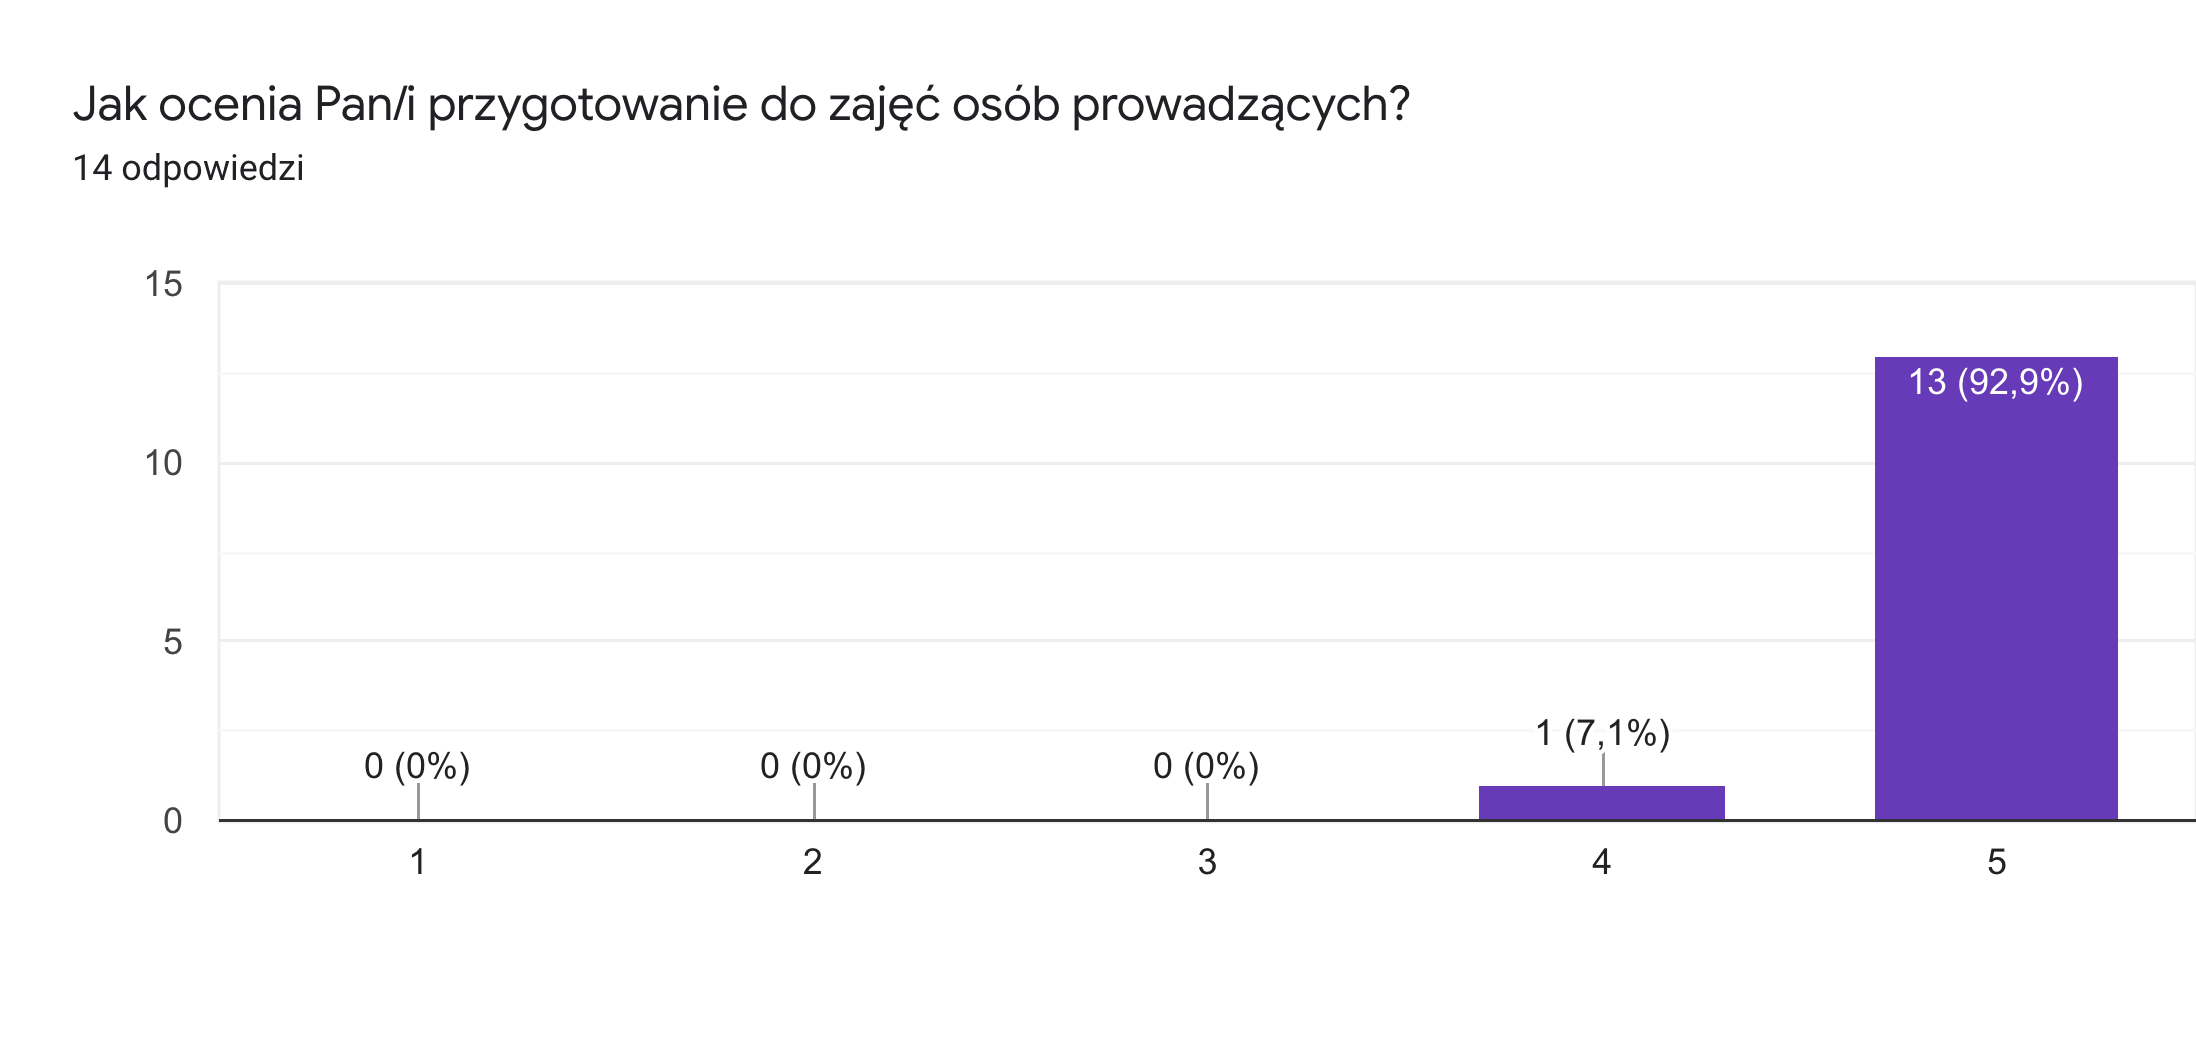 Jak ocenia Pan/i przygotowanie do zajęć osób prowadzących?
14 odpowiedzi
15
13 (92,9%)
10
5
1 (7,1%)
0 (0%) 0 (0%) 0 (0%)
0
1 2 3 4 5